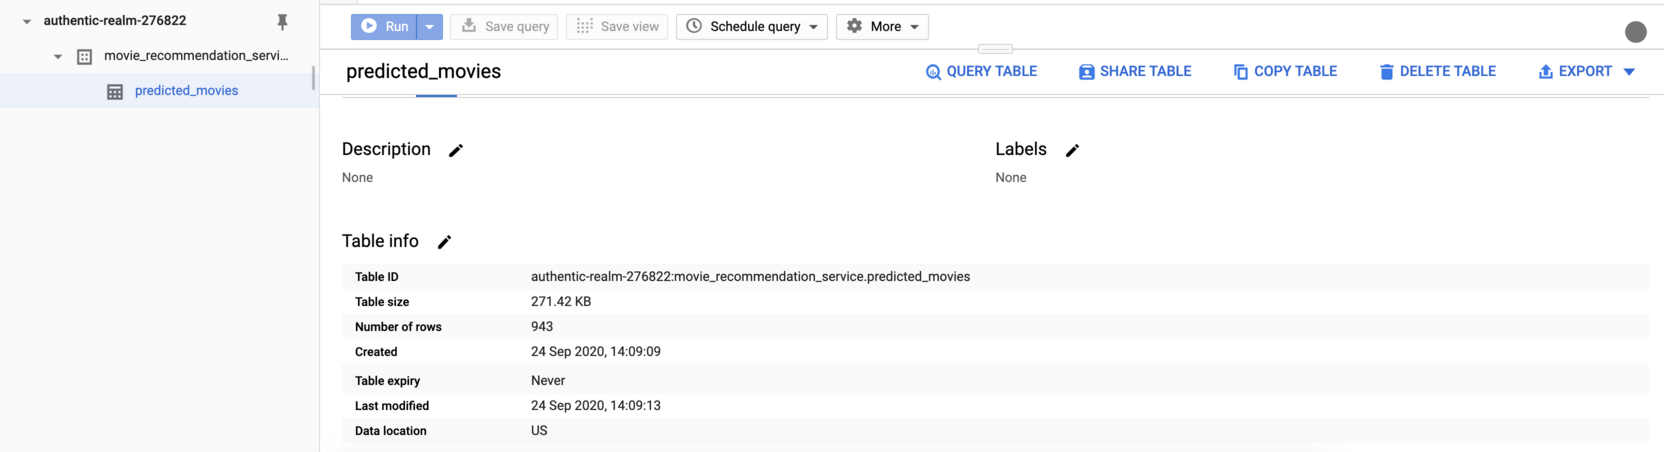 authentic-realm-276822
movie_recommendation_servi...
predicted_movies
Run
Save query
Save view
Schedule query
More
predicted_movies
QUERY TABLE
SHARE TABLE
COPY TABLE
DELETE TABLE
EXPORT
Description
None
Labels
None
Table info
Table ID authentic-realm-276822:movie_recommendation_service.predicted_movies
Table size 271.42 KB
Number of rows 943
Created 24 Sep 2020, 14:09:09
Table expiry Never
Last modified 24 Sep 2020, 14:09:13
Data location US